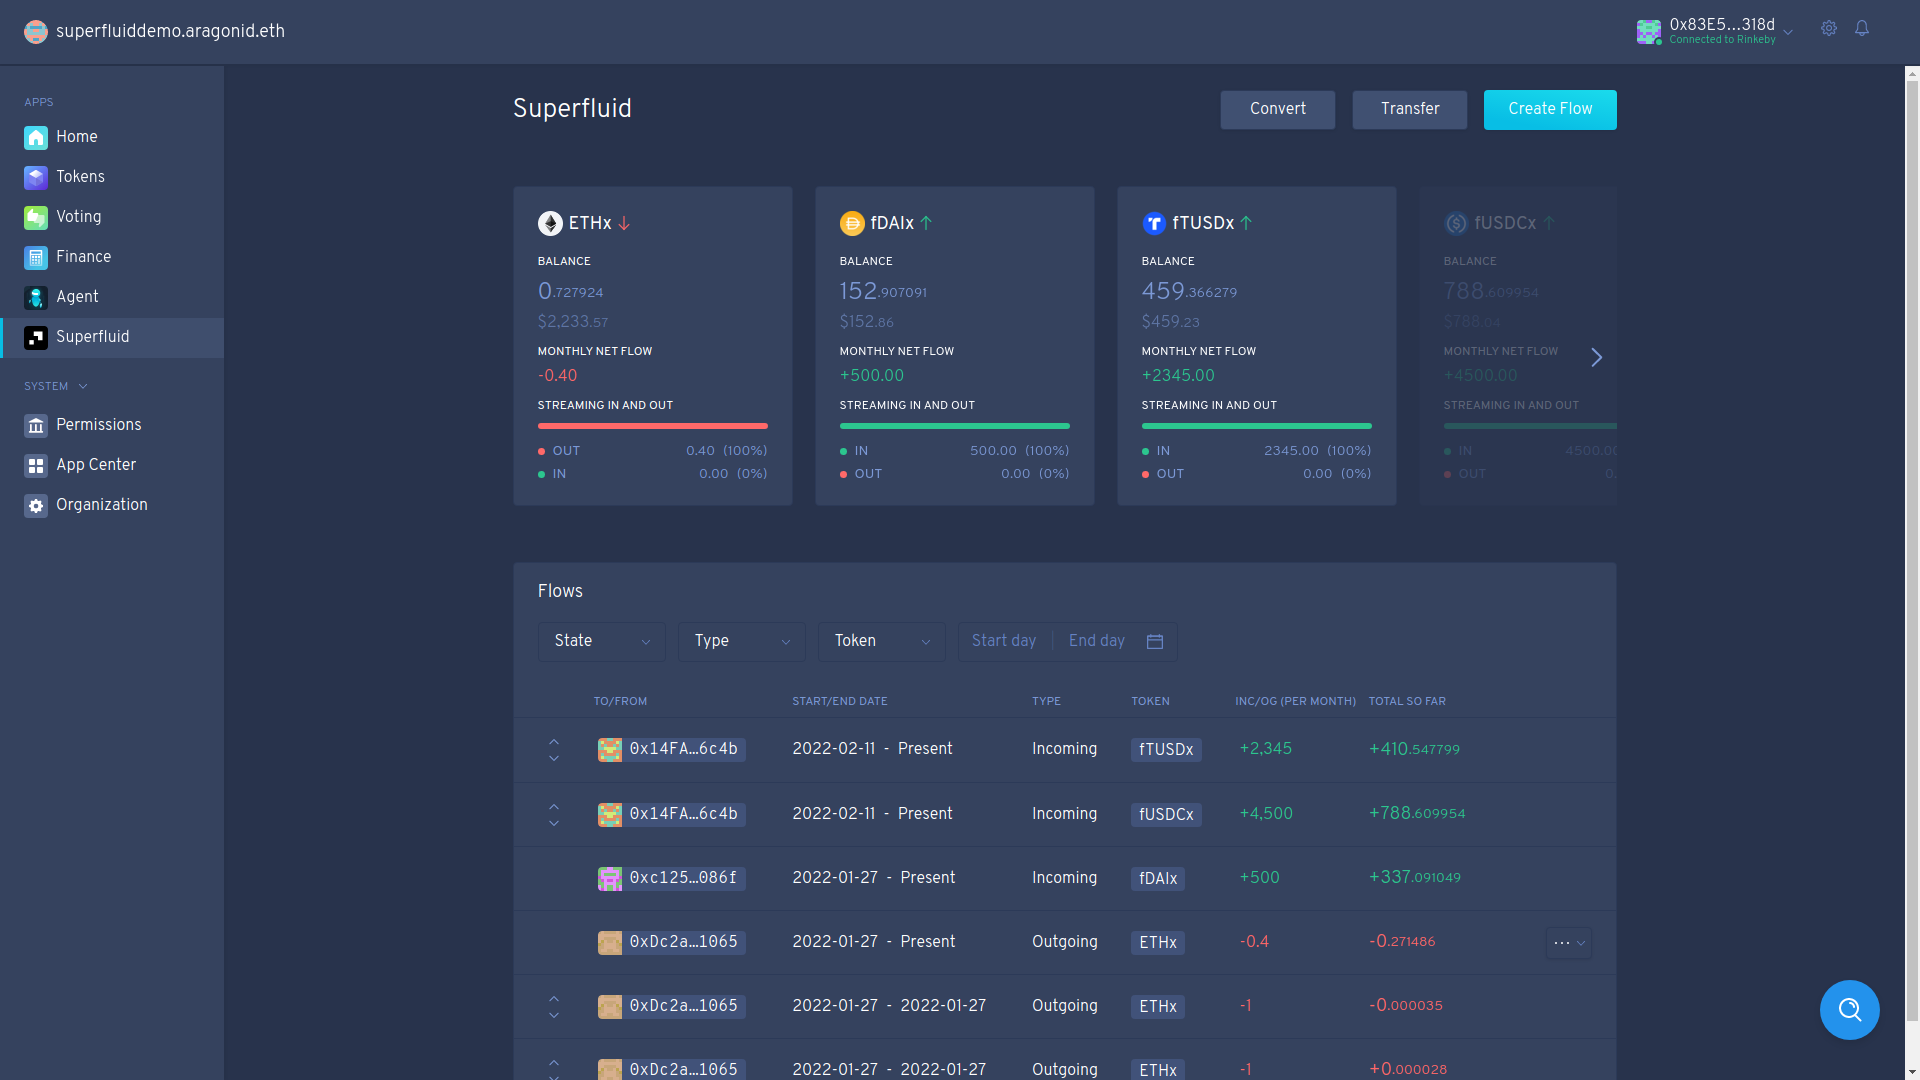 superfluiddemo.aragonid.eth
0x83E5...318d
Connected to Rinkeby
APPS
Home
Tokens
Voting
Finance
Agent
Superfluid
SYSTEM
Permissions
App Center
Organization
Superfluid
Convert
Transfer
Create Flow
ETHx
BALANCE
0.727924
$2,233.57
MONTHLY NET FLOW
-0.40
STREAMING IN AND OUT
OUT 0.40 (100%)
IN 0.00 (0%)
fDAIx
BALANCE
152.907091
$152.86
MONTHLY NET FLOW
+500.00
STREAMING IN AND OUT
IN 500.00 (100%)
OUT 0.00 (0%)
fTUSDx
BALANCE
459.366279
$459.23
MONTHLY NET FLOW
+2345.00
STREAMING IN AND OUT
IN 2345.00 (100%)
OUT 0.00 (0%)
fUSDCx
BALANCE
788.609954
$788.04
MONTHLY NET FLOW
+4500.00
STREAMING IN AND OUT
IN 4500.00
OUT 0.
Flows
State Type Token Start day End day
TO/FROM START/END DATE TYPE TOKEN INC/OG (PER MONTH) TOTAL SO FAR
0x14FA…6c4b 2022-02-11 - Present Incoming fTUSDx +2,345 +410.547799
0x14FA…6c4b 2022-02-11 - Present Incoming fUSDCx +4,500 +788.609954
0xc125…086f 2022-01-27 - Present Incoming fDAIx +500 +337.091049
0xDc2a…1065 2022-01-27 - Present Outgoing ETHx -0.4 -0.271486
0xDc2a…1065 2022-01-27 - 2022-01-27 Outgoing ETHx -1 -0.000035
0xDc2a…1065 2022-01-27 - 2022-01-27 Outgoing ETHx -1 +0.000028